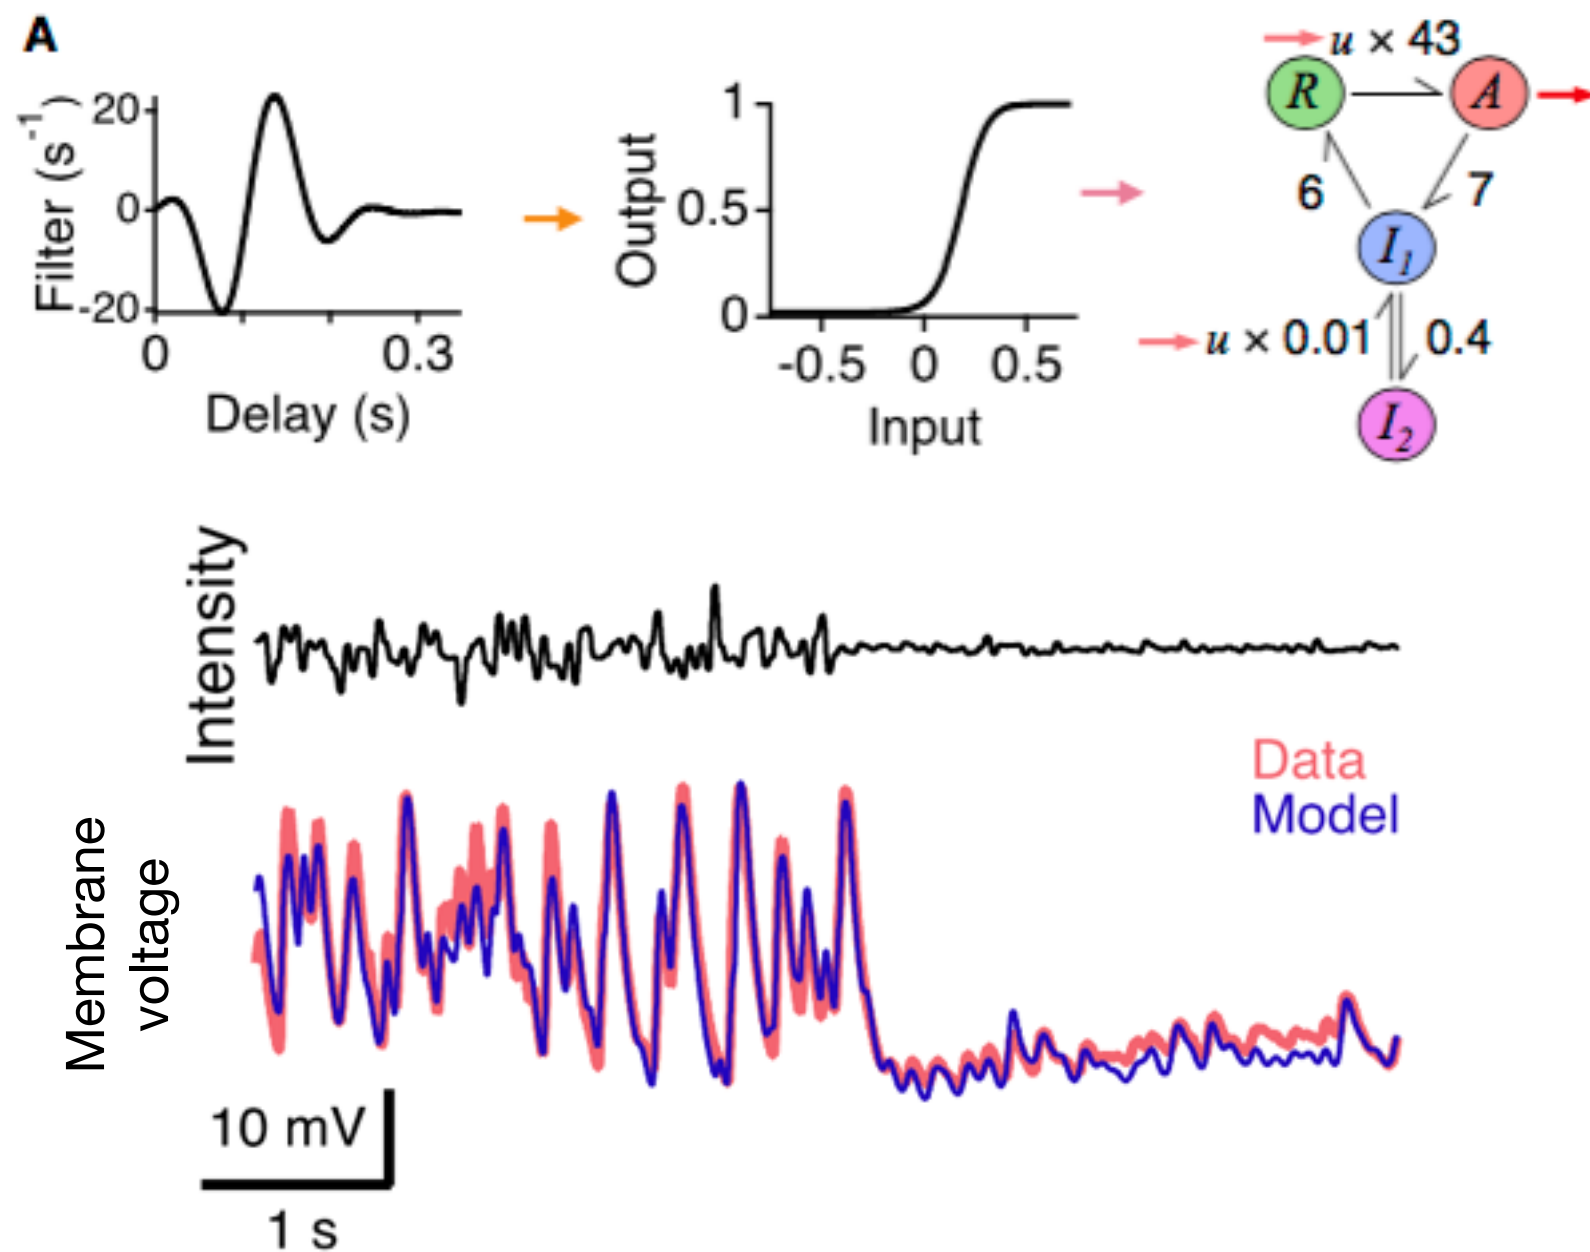 A
Filter (s⁻¹)
20
0
-20
0
0.3
Delay (s)
Output
1
0.5
0
-0.5
0
0.5
Input
u × 43
R
A
6
7
I₁
u × 0.01
0.4
I₂
Intensity
Data
Model
Membrane
voltage
10 mV
1 s